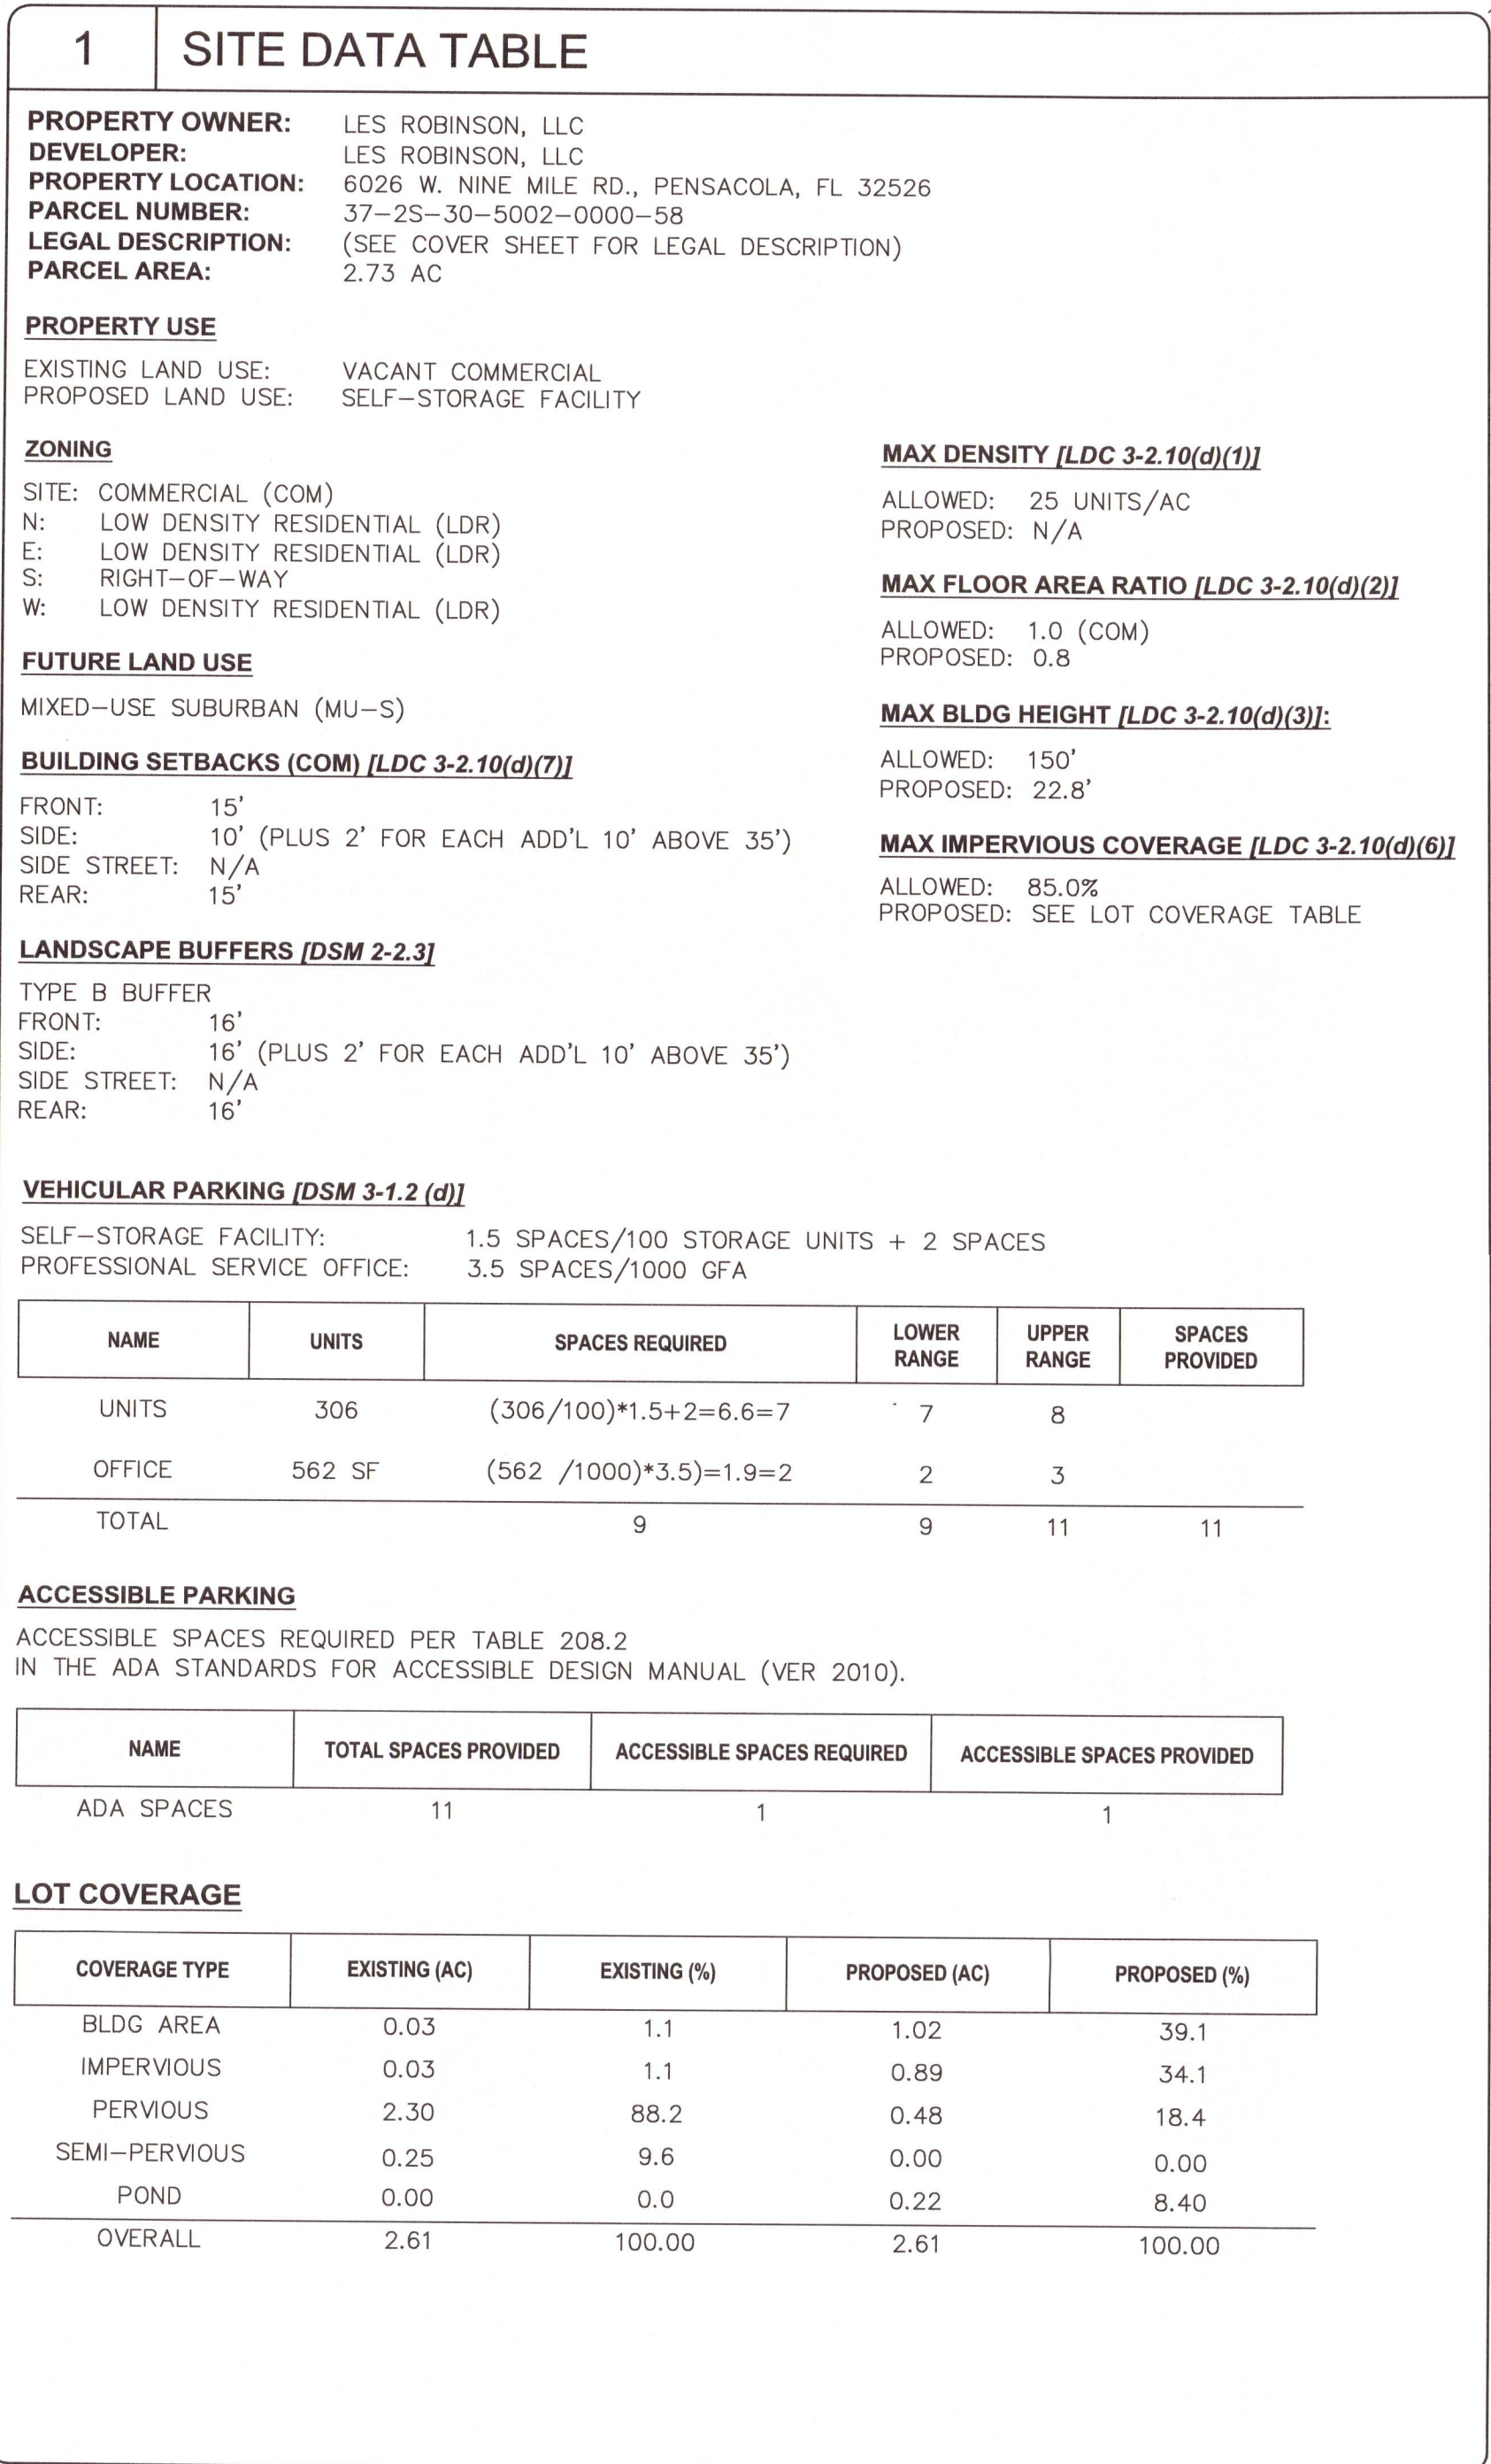 1 SITE DATA TABLE
PROPERTY OWNER: LES ROBINSON, LLC
DEVELOPER: LES ROBINSON, LLC
PROPERTY LOCATION: 6026 W. NINE MILE RD., PENSACOLA, FL 32526
PARCEL NUMBER: 37-2S-30-5002-0000-58
LEGAL DESCRIPTION: (SEE COVER SHEET FOR LEGAL DESCRIPTION)
PARCEL AREA: 2.73 AC
PROPERTY USE
EXISTING LAND USE: VACANT COMMERCIAL
PROPOSED LAND USE: SELF-STORAGE FACILITY
ZONING
SITE: COMMERCIAL (COM)
N: LOW DENSITY RESIDENTIAL (LDR)
E: LOW DENSITY RESIDENTIAL (LDR)
S: RIGHT-OF-WAY
W: LOW DENSITY RESIDENTIAL (LDR)
FUTURE LAND USE
MIXED-USE SUBURBAN (MU-S)
BUILDING SETBACKS (COM) [LDC 3-2.10(d)(7)]
FRONT: 15'
SIDE: 10' (PLUS 2' FOR EACH ADD'L 10' ABOVE 35')
SIDE STREET: N/A
REAR: 15'
LANDSCAPE BUFFERS [DSM 2-2.3]
TYPE B BUFFER
FRONT: 16'
SIDE: 16' (PLUS 2' FOR EACH ADD'L 10' ABOVE 35')
SIDE STREET: N/A
REAR: 16'
MAX DENSITY [LDC 3-2.10(d)(1)]
ALLOWED: 25 UNITS/AC
PROPOSED: N/A
MAX FLOOR AREA RATIO [LDC 3-2.10(d)(2)]
ALLOWED: 1.0 (COM)
PROPOSED: 0.8
MAX BLDG HEIGHT [LDC 3-2.10(d)(3)]:
ALLOWED: 150'
PROPOSED: 22.8'
MAX IMPERVIOUS COVERAGE [LDC 3-2.10(d)(6)]
ALLOWED: 85.0%
PROPOSED: SEE LOT COVERAGE TABLE
VEHICULAR PARKING [DSM 3-1.2 (d)]
SELF-STORAGE FACILITY: 1.5 SPACES/100 STORAGE UNITS + 2 SPACES
PROFESSIONAL SERVICE OFFICE: 3.5 SPACES/1000 GFA
NAME UNITS SPACES REQUIRED LOWER RANGE UPPER RANGE SPACES PROVIDED
UNITS 306 (306/100)*1.5+2=6.6=7 7 8
OFFICE 562 SF (562 /1000)*3.5)=1.9=2 2 3
TOTAL 9 9 11 11
ACCESSIBLE PARKING
ACCESSIBLE SPACES REQUIRED PER TABLE 208.2
IN THE ADA STANDARDS FOR ACCESSIBLE DESIGN MANUAL (VER 2010).
NAME TOTAL SPACES PROVIDED ACCESSIBLE SPACES REQUIRED ACCESSIBLE SPACES PROVIDED
ADA SPACES 11 1 1
LOT COVERAGE
COVERAGE TYPE EXISTING (AC) EXISTING (%) PROPOSED (AC) PROPOSED (%)
BLDG AREA 0.03 1.1 1.02 39.1
IMPERVIOUS 0.03 1.1 0.89 34.1
PERVIOUS 2.30 88.2 0.48 18.4
SEMI-PERVIOUS 0.25 9.6 0.00 0.00
POND 0.00 0.0 0.22 8.40
OVERALL 2.61 100.00 2.61 100.00